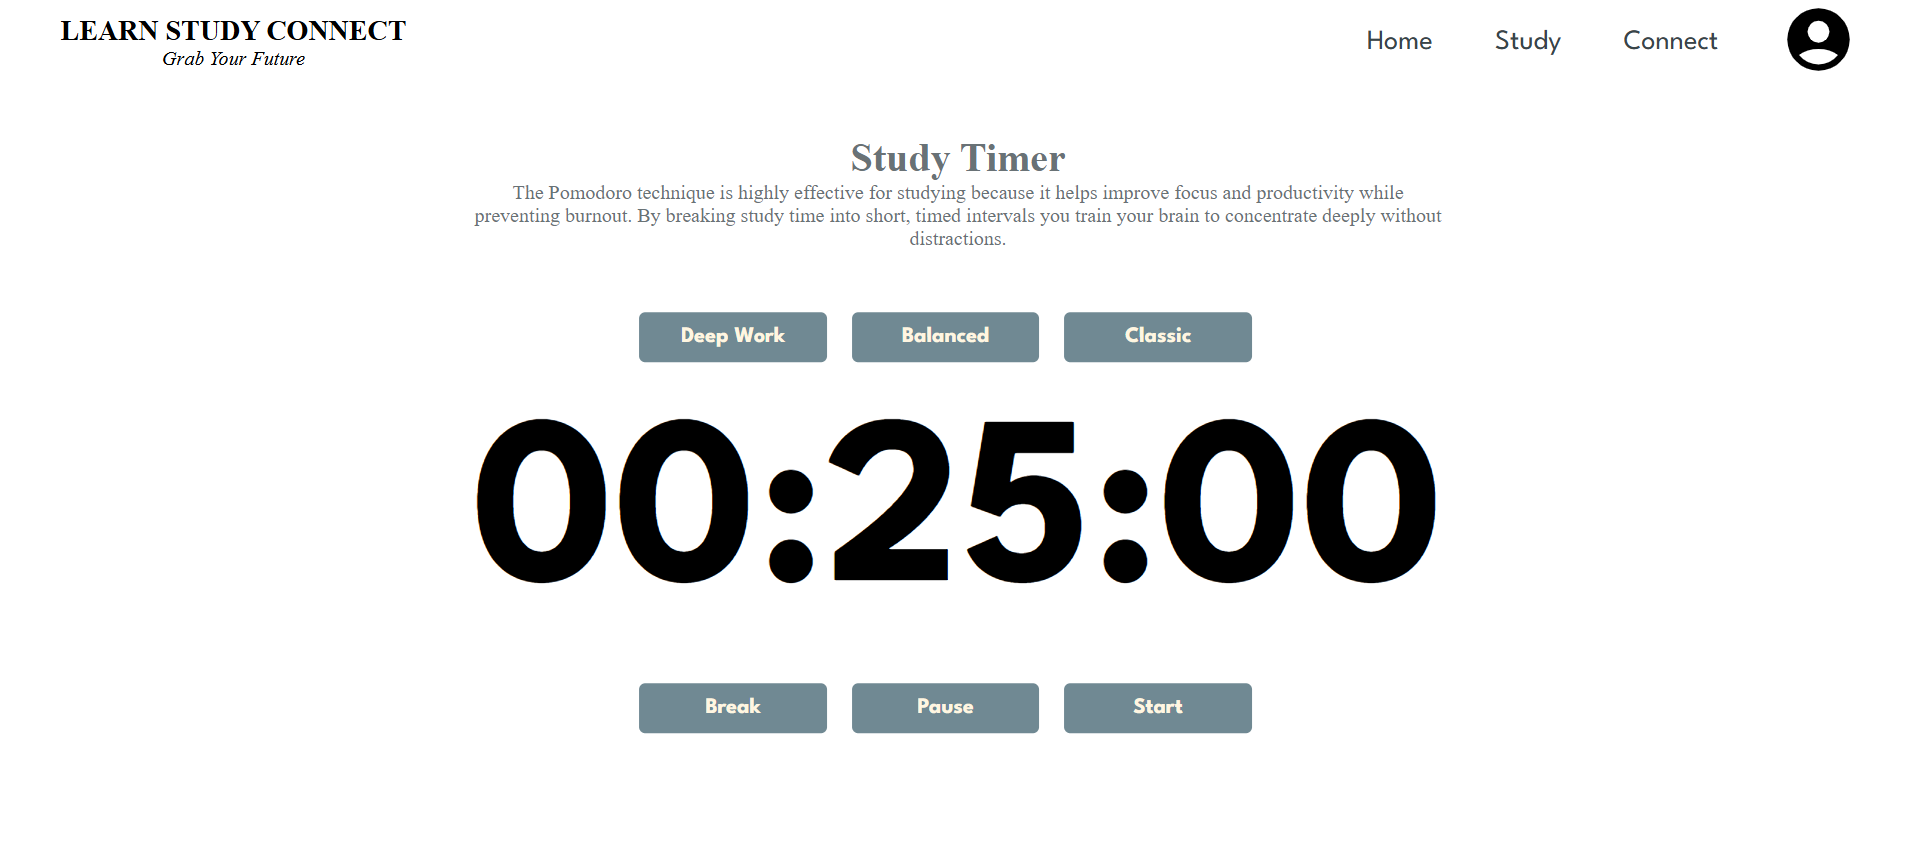 LEARN STUDY CONNECT
Grab Your Future
Home Study Connect
Study Timer
The Pomodoro technique is highly effective for studying because it helps improve focus and productivity while
preventing burnout. By breaking study time into short, timed intervals you train your brain to concentrate deeply without
distractions.
Deep Work Balanced Classic
00:25:00
Break Pause Start